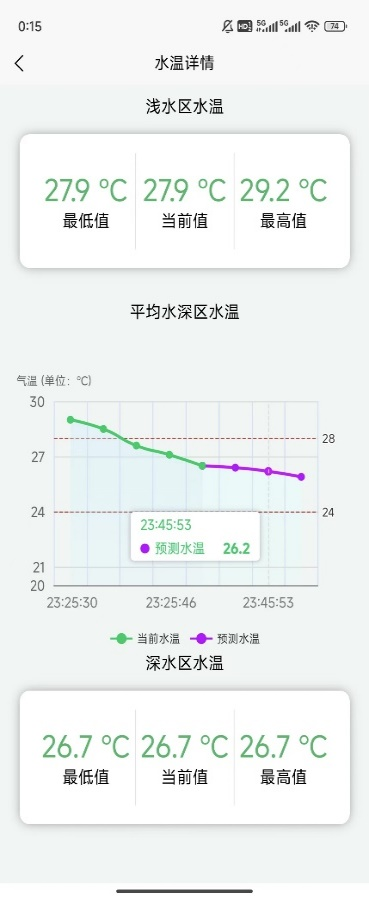 0:15 HD 5G 5G 74
水温详情
浅水区水温
27.9 °C 27.9 °C 29.2 °C
最低值 当前值 最高值
平均水深区水温
气温 (单位：°C)
30
28
27
24 24
23:45:53
预测水温 26.2
21
20
23:25:30 23:25:46 23:45:53
当前水温 预测水温
深水区水温
26.7 °C 26.7 °C 26.7 °C
最低值 当前值 最高值